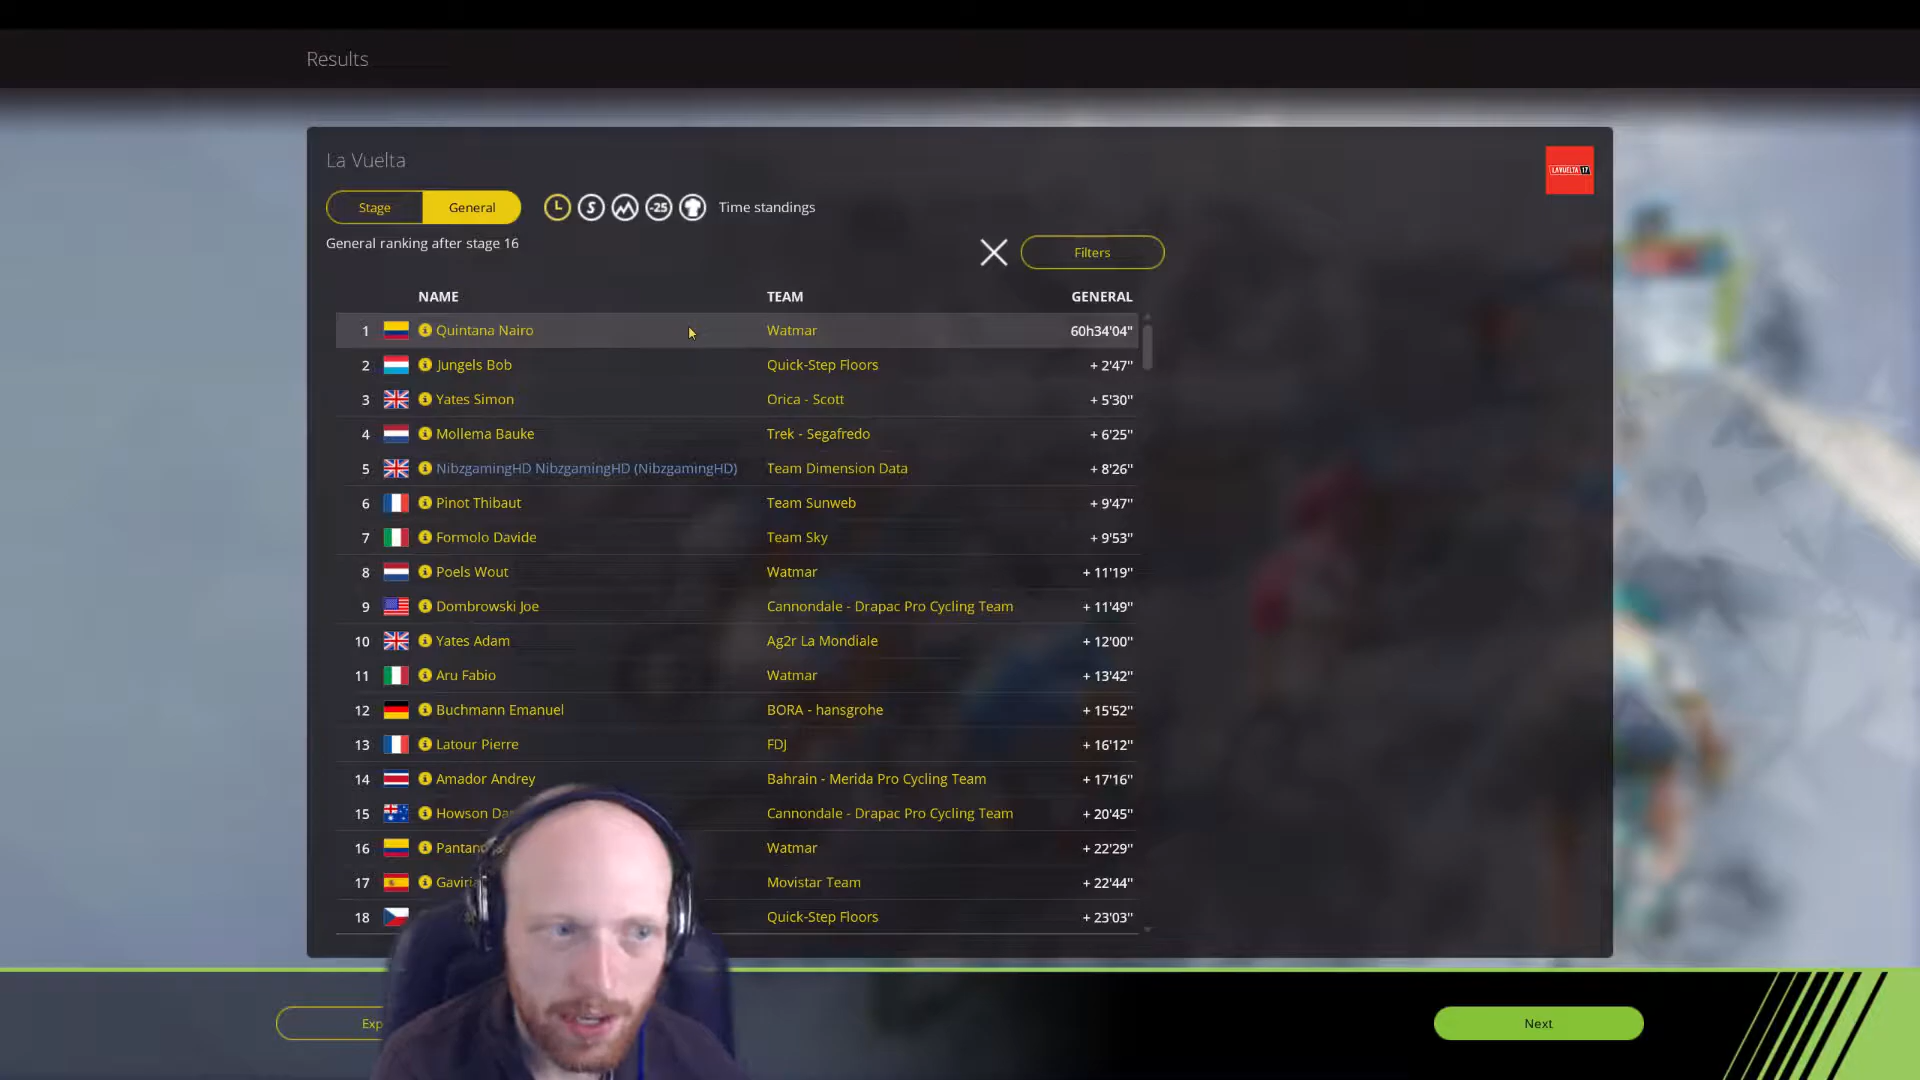 Results
La Vuelta
LAVUELTA 17
Stage General S -25 Time standings
General ranking after stage 16
Filters
NAME TEAM GENERAL
1 Quintana Nairo Watmar 60h34'04"
2 Jungels Bob Quick-Step Floors + 2'47"
3 Yates Simon Orica - Scott + 5'30"
4 Mollema Bauke Trek - Segafredo + 6'25"
5 NibzgamingHD NibzgamingHD (NibzgamingHD) Team Dimension Data + 8'26"
6 Pinot Thibaut Team Sunweb + 9'47"
7 Formolo Davide Team Sky + 9'53"
8 Poels Wout Watmar + 11'19"
9 Dombrowski Joe Cannondale - Drapac Pro Cycling Team + 11'49"
10 Yates Adam Ag2r La Mondiale + 12'00"
11 Aru Fabio Watmar + 13'42"
12 Buchmann Emanuel BORA - hansgrohe + 15'52"
13 Latour Pierre FDJ + 16'12"
14 Amador Andrey Bahrain - Merida Pro Cycling Team + 17'16"
15 Howson Cannondale - Drapac Pro Cycling Team + 20'45"
16 Pantano Watmar + 22'29"
17 Movistar Team + 22'44"
18 Quick-Step Floors + 23'03"
Exp
Next